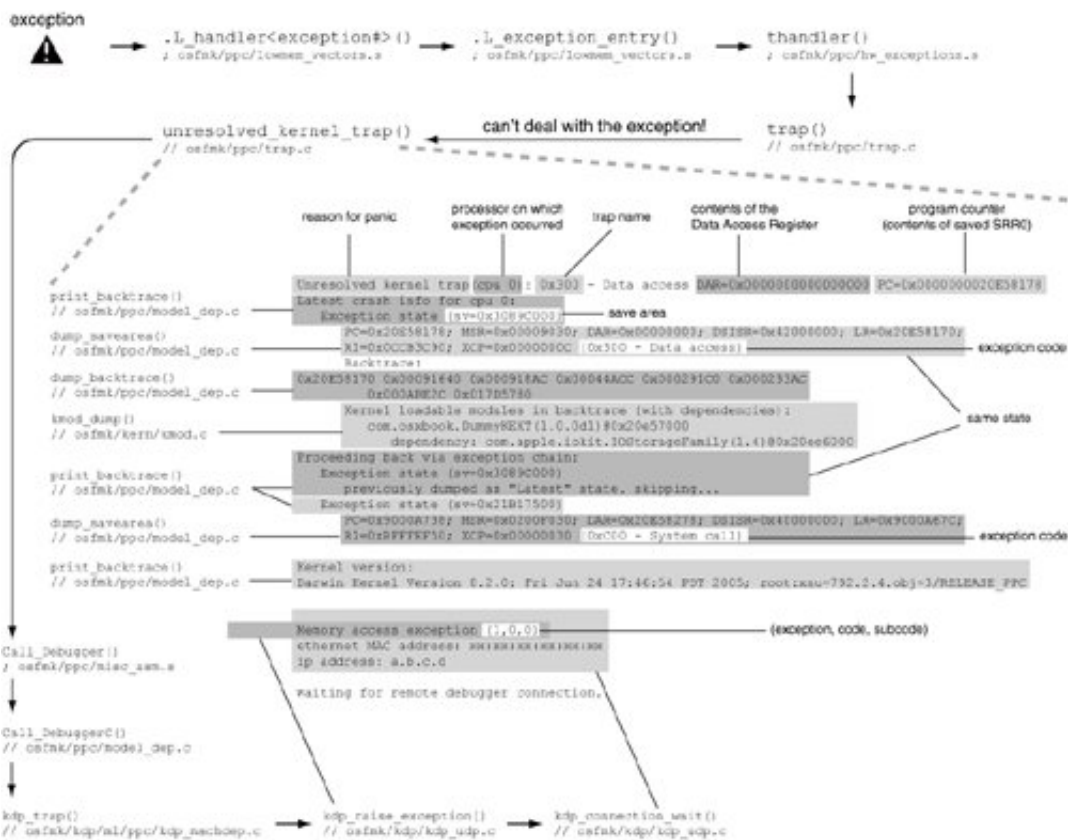 exception
.L_handler<exception#>()
; osfmk/ppc/lowmem_vectors.s
.L_exception_entry()
; osfmk/ppc/lowmem_vectors.s
thandler()
; osfmk/ppc/hw_exceptions.s
unresolved_kernel_trap()
// osfmk/ppc/trap.c
can't deal with the exception!
trap()
// osfmk/ppc/trap.c
reason for panic
processor on which
exception occurred
trap name
contents of the
Data Access Register
program counter
(contents of saved SRR0)
Unresolved kernel trap (cpu 0): 0x300 - Data access DAR=0x0000000000000000 PC=0x0000000020E58178
print_backtrace()
// osfmk/ppc/model_dep.c
Latest crash info for cpu 0:
Exception state (sv=0x3089C000)
save area
dump_savearea()
// osfmk/ppc/model_dep.c
PC=0x20E58178; MSR=0x00009030; DAR=0x00000000; DSISR=0x42000000; LR=0x20E58170;
R1=0x0CCB3C90; XCP=0x0000000C (0x300 - Data access)
exception code
Backtrace:
dump_backtrace()
// osfmk/ppc/model_dep.c
0x20E58170 0x00091640 0x000918AC 0x00044ACC 0x000291C0 0x000233AC
kmod_dump()
// osfmk/kern/kmod.c
Kernel loadable modules in backtrace (with dependencies):
com.osxbook.DummyKEXT(1.0.0d1)@0x20e57000
dependency: com.apple.iokit.IOStorageFamily(1.4)@0x20ee6000
same state
Proceeding back via exception chain:
Exception state (sv=0x3089C000)
previously dumped as "Latest" state. skipping...
print_backtrace()
// osfmk/ppc/model_dep.c
Exception state (sv=0x21B17500)
dump_savearea()
// osfmk/ppc/model_dep.c
PC=0x9000A738; MSR=0x0200F030; DAR=0x20E58278; DSISR=0x40000000; LR=0x9000A67C;
R1=0xBFFFEF50; XCP=0x00000030 (0xC00 - System call)
exception code
print_backtrace()
// osfmk/ppc/model_dep.c
Kernel version:
Darwin Kernel Version 8.2.0: Fri Jun 24 17:46:54 PDT 2005; root:xnu-792.2.4.obj~3/RELEASE_PPC
Memory access exception (1,0,0)
(exception, code, subcode)
ethernet MAC address: xx:xx:xx:xx:xx:xx
ip address: a.b.c.d
waiting for remote debugger connection.
Call_Debugger()
; osfmk/ppc/misc_asm.s
Call_DebuggerC()
// osfmk/ppc/model_dep.c
kdp_trap()
// osfmk/kdp/ml/ppc/kdp_machdep.c
kdp_raise_exception()
// osfmk/kdp/kdp_udp.c
kdp_connection_wait()
// osfmk/kdp/kdp_udp.c